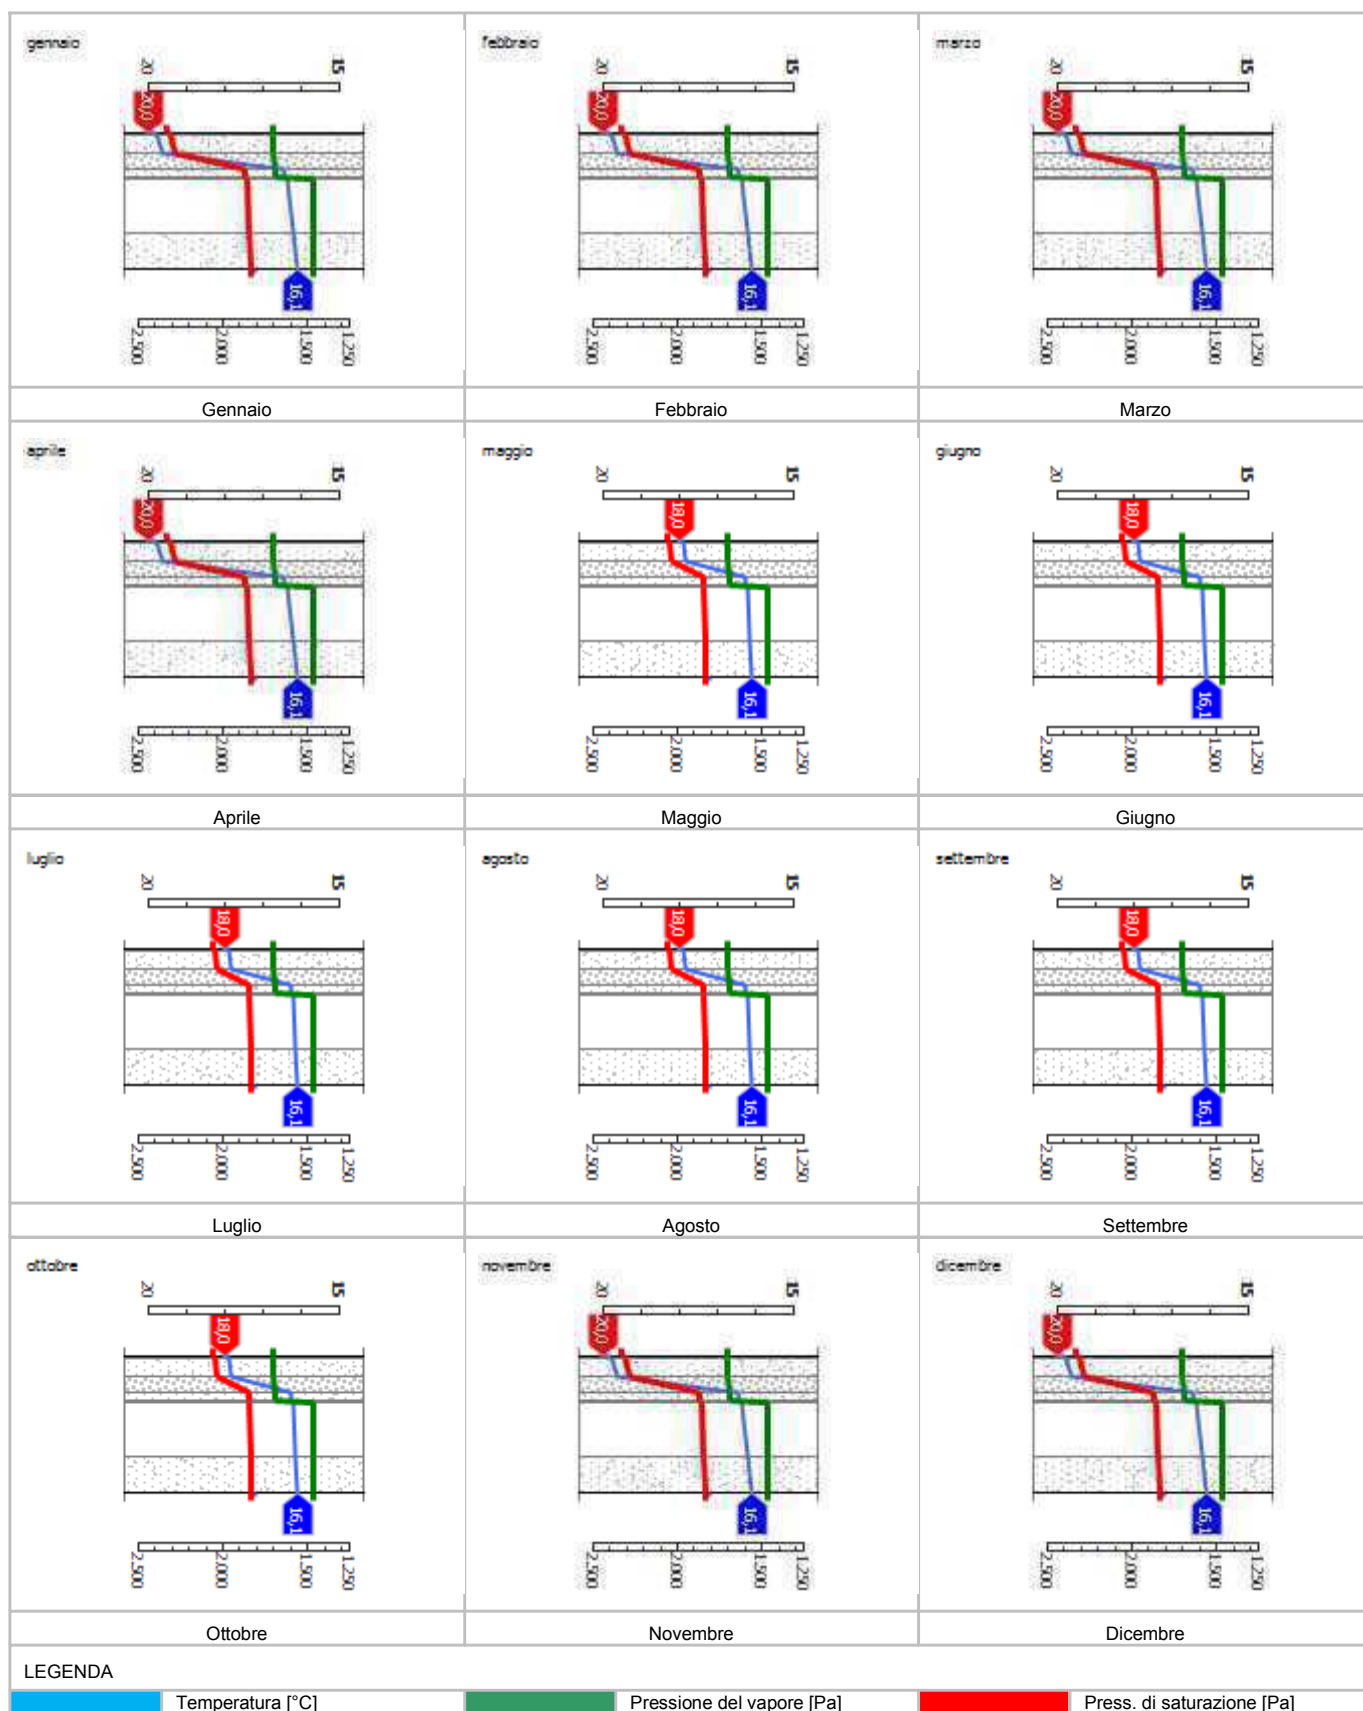 gennaio
20 15
20,0
16,1
2.500 2.000 1.500 1.250
febbraio
20 15
20,0
16,1
2.500 2.000 1.500 1.250
marzo
20 15
20,0
16,1
2.500 2.000 1.500 1.250
Gennaio Febbraio Marzo
aprile
20 15
20,0
16,1
2.500 2.000 1.500 1.250
maggio
20 15
18,0
16,1
2.500 2.000 1.500 1.250
giugno
20 15
18,0
16,1
2.500 2.000 1.500 1.250
Aprile Maggio Giugno
luglio
20 15
18,0
16,1
2.500 2.000 1.500 1.250
agosto
20 15
18,0
16,1
2.500 2.000 1.500 1.250
settembre
20 15
18,0
16,1
2.500 2.000 1.500 1.250
Luglio Agosto Settembre
ottobre
20 15
18,0
16,1
2.500 2.000 1.500 1.250
novembre
20 15
20,0
16,1
2.500 2.000 1.500 1.250
dicembre
20 15
20,0
16,1
2.500 2.000 1.500 1.250
Ottobre Novembre Dicembre
LEGENDA
Temperatura [°C] Pressione del vapore [Pa] Press. di saturazione [Pa]